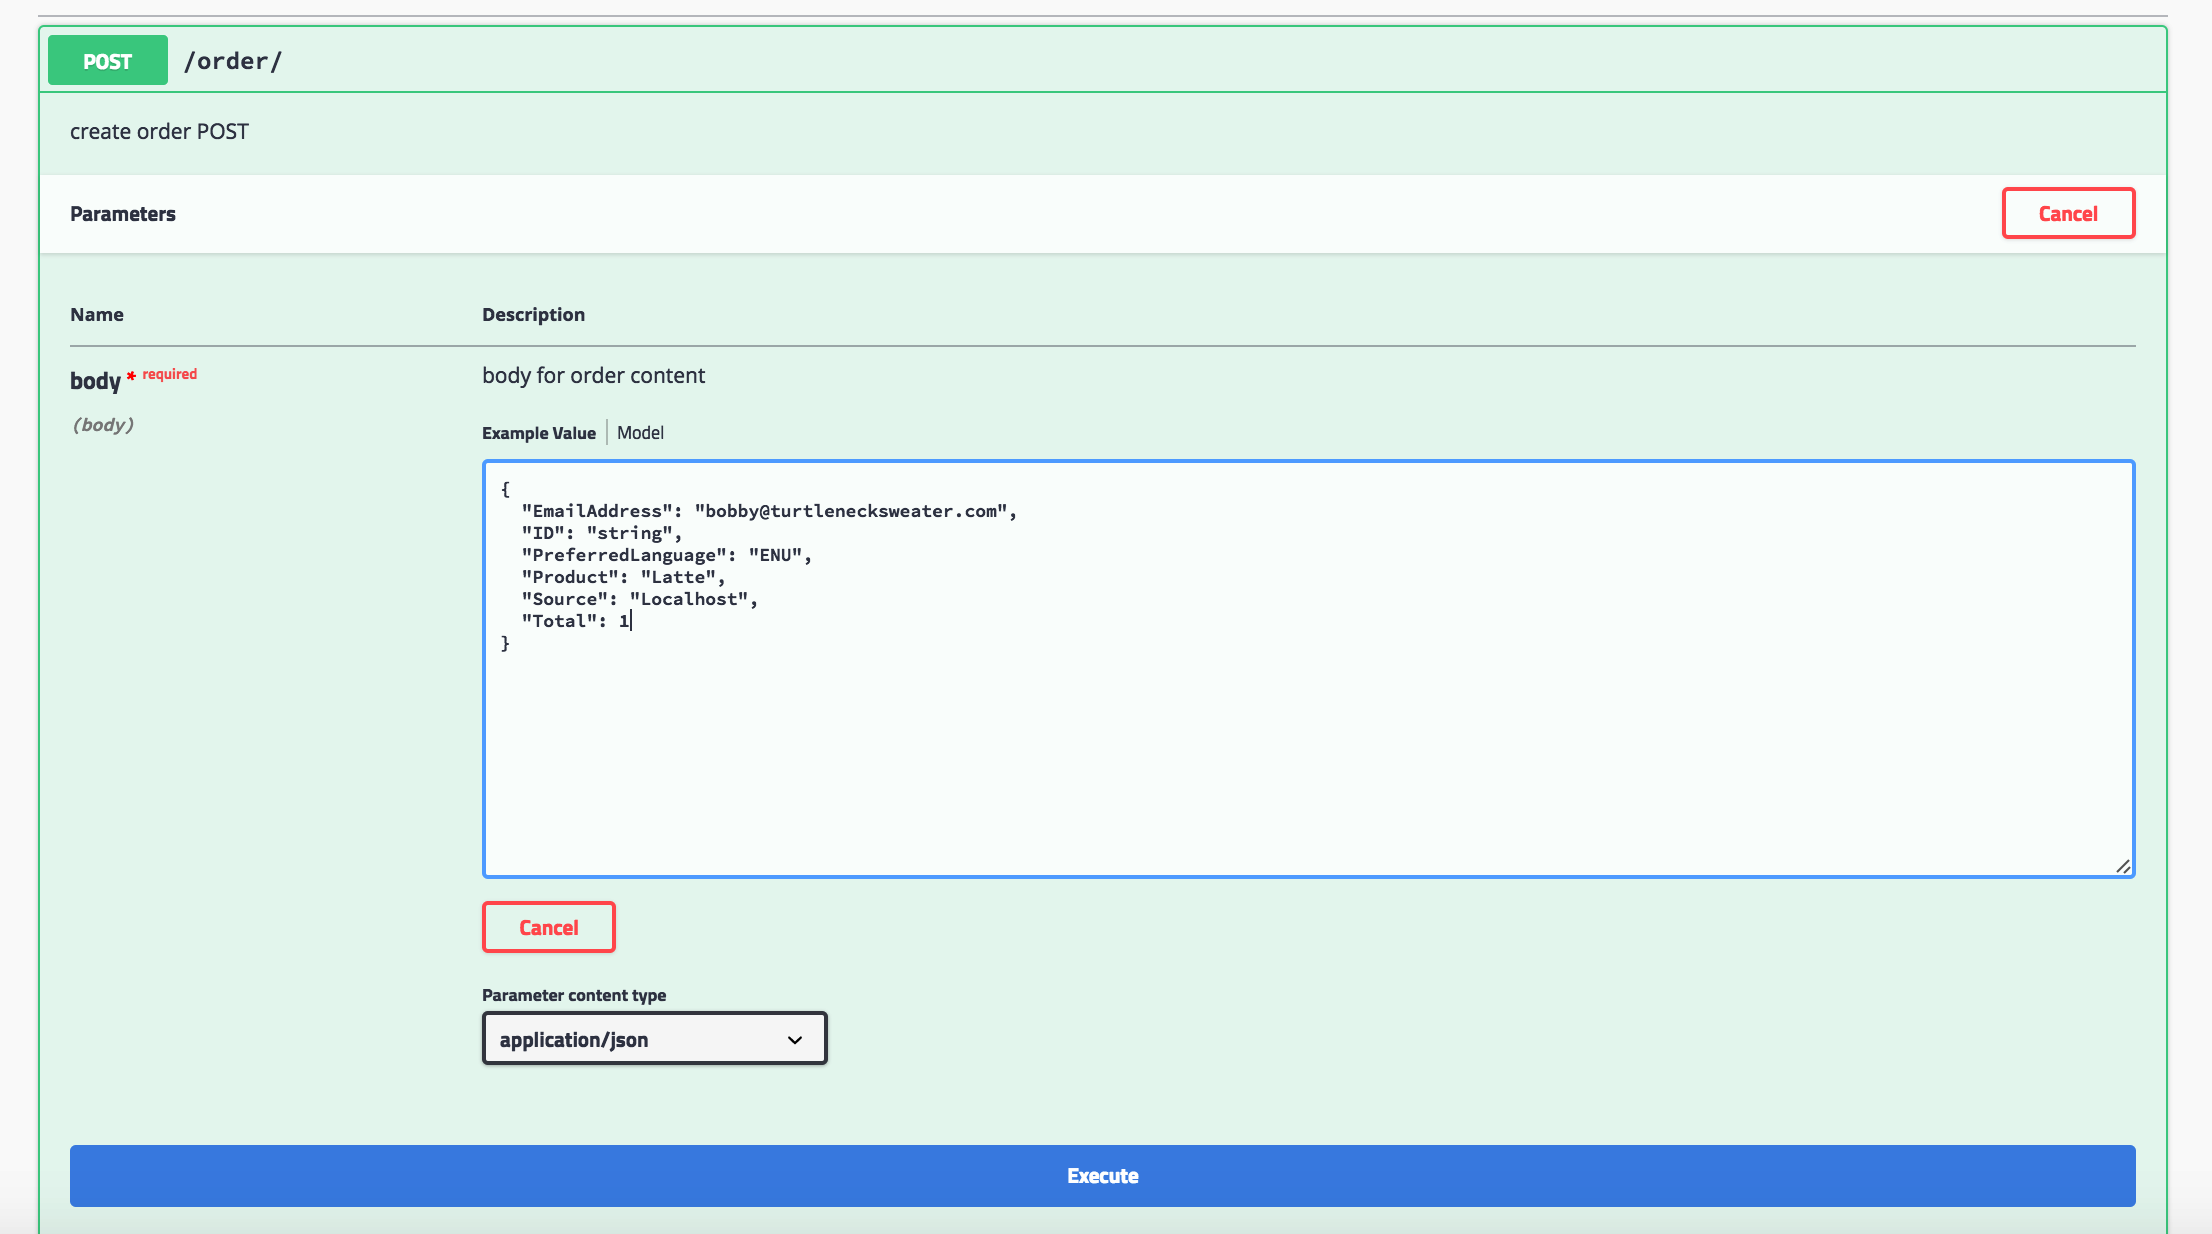 POST /order/
create order POST
Parameters Cancel
Name Description
body * required body for order content
(body)
Example Value Model
{
  "EmailAddress": "bobby@turtlenecksweater.com",
  "ID": "string",
  "PreferredLanguage": "ENU",
  "Product": "Latte",
  "Source": "Localhost",
  "Total": 1
}
Cancel
Parameter content type
application/json
Execute